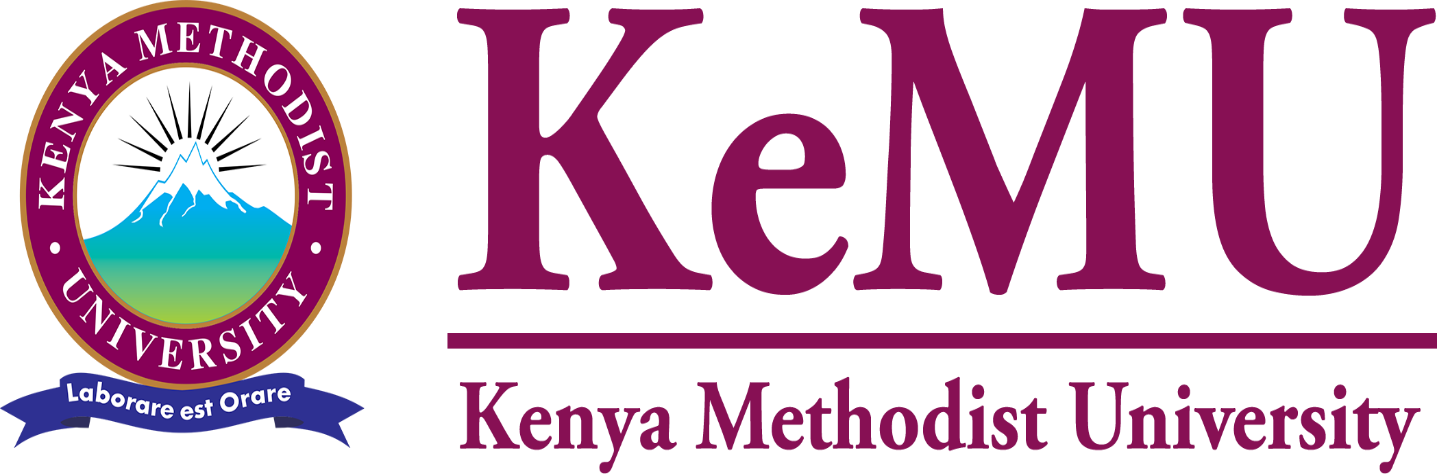 KENYA METHODIST
UNIVERSITY
Laborare est Orare
KeMU
Kenya Methodist University